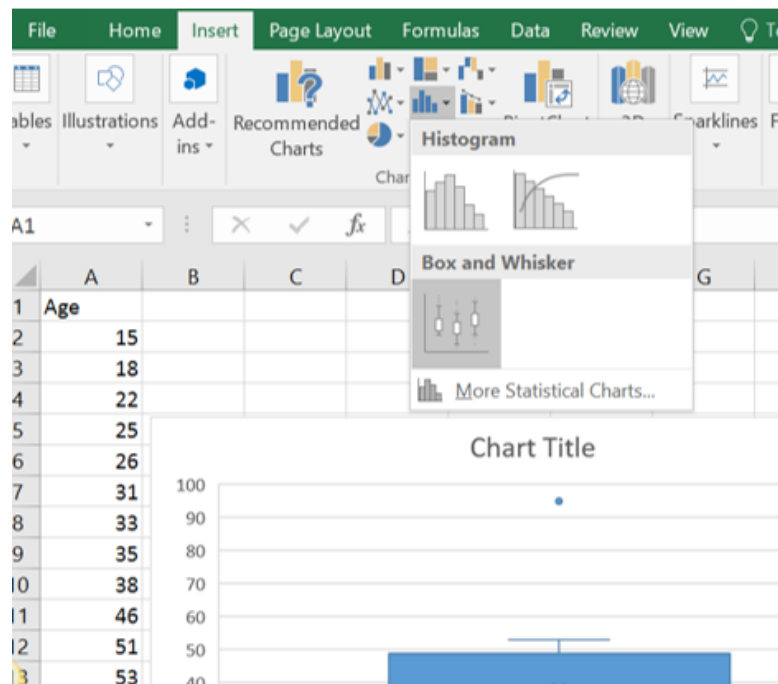 File Home Insert Page Layout Formulas Data Review View
Illustrations Add-ins Recommended Charts Sparklines
A1 fx
Histogram
Box and Whisker
More Statistical Charts...
A B C D G
1 Age
2 15
3 18
4 22
5 25
6 26
7 31
8 33
9 35
10 38
11 46
12 51
13 53
Chart Title
100
90
80
70
60
50
40